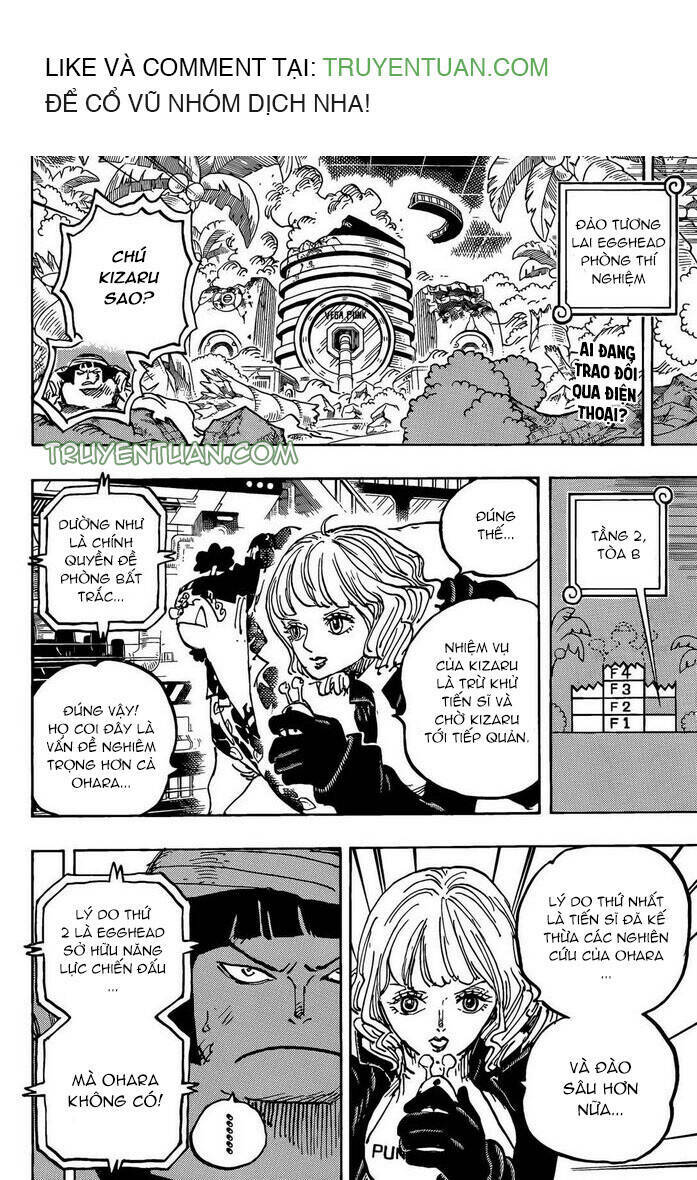 LIKE VÀ COMMENT TẠI: TRUYENTUAN.COM
ĐỂ CỔ VŨ NHÓM DỊCH NHA!
ĐẢO TƯƠNG
LAI EGGHEAD
PHÒNG THÍ
NGHIỆM
AI ĐANG
TRAO ĐỔI
QUA ĐIỆN
THOẠI?
VEGA PUNK
CHÚ
KIZARU
SAO?
TRUYENTUAN.COM
TẦNG 2,
TÒA B
F4
F3
F2
F1
ĐÚNG
THẾ...
NHIỆM VỤ
CỦA KIZARU
LÀ TRỪ KHỬ
TIẾN SĨ VÀ
CHỜ KIZARU
TỚI TIẾP QUẢN.
DƯỜNG NHƯ
LÀ CHÍNH
QUYỀN ĐỀ
PHÒNG BẤT
TRẮC...
ĐÚNG VẬY!
HỌ COI ĐÂY LÀ
VẤN ĐỀ NGHIÊM
TRỌNG HƠN CẢ
OHARA...
LÝ DO THỨ NHẤT
LÀ TIẾN SĨ ĐÃ KẾ
THỪA CÁC NGHIÊN
CỨU CỦA OHARA
...
VÀ ĐÀO
SÂU HƠN
NỮA...
PUN
LÝ DO THỨ
2 LÀ EGGHEAD
SỞ HỮU NĂNG
LỰC CHIẾN ĐẤU
...
MÀ OHARA
KHÔNG CÓ!
......